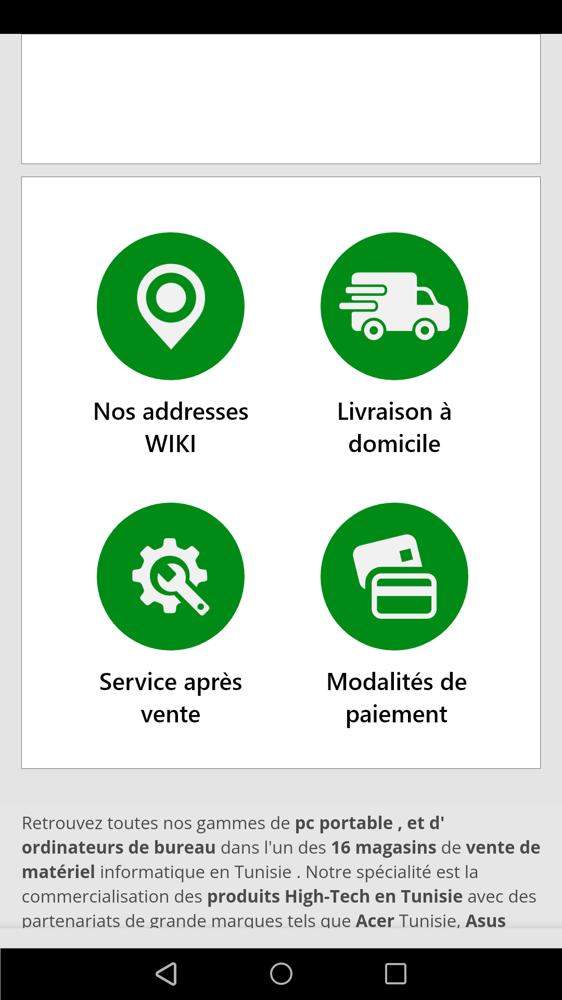 Nos addresses
WIKI
Livraison à
domicile
Service après
vente
Modalités de
paiement
Retrouvez toutes nos gammes de pc portable , et d'
ordinateurs de bureau dans l'un des 16 magasins de vente de
matériel informatique en Tunisie . Notre spécialité est la
commercialisation des produits High-Tech en Tunisie avec des
partenariats de grande marques tels que Acer Tunisie, Asus